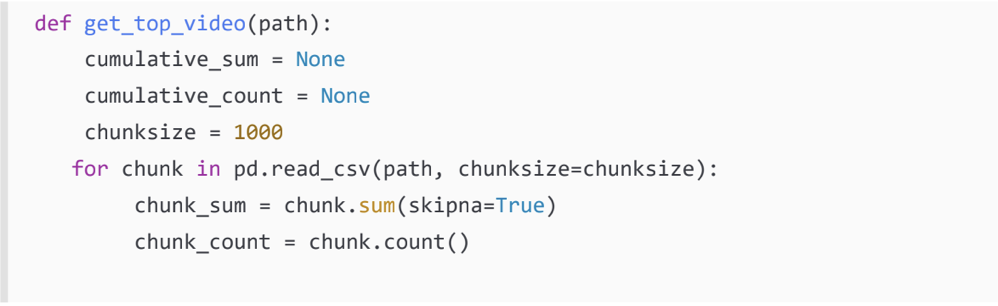 def get_top_video(path):
    cumulative_sum = None
    cumulative_count = None
    chunksize = 1000
   for chunk in pd.read_csv(path, chunksize=chunksize):
        chunk_sum = chunk.sum(skipna=True)
        chunk_count = chunk.count()